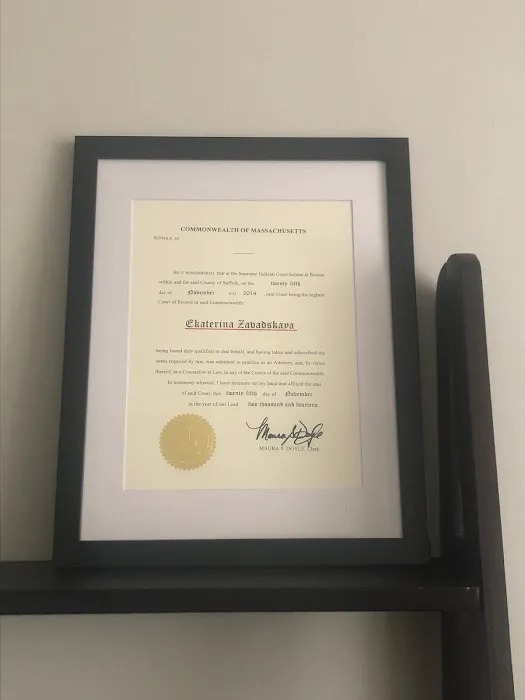 COMMONWEALTH OF MASSACHUSETTS
SUFFOLK, SS.
BE IT REMEMBERED, that at the Supreme Judicial Court holden at Boston
within and for said County of Suffolk, on the twenty-fifth
day of November A.D. 2014 , said Court being the highest
Court of Record in said Commonwealth:
Ekaterina Zavadskaya
being found duly qualified in that behalf, and having taken and subscribed the
oaths required by law, was admitted to practice as an Attorney, and, by virtue
thereof, as a Counsellor at Law, in any of the Courts of the said Commonwealth.
In testimony whereof, I have hereunto set my hand and affixed the seal
of said Court, this twenty-fifth day of November
in the year of our Lord two thousand and fourteen.
Maura S. Doyle
MAURA S. DOYLE, Clerk